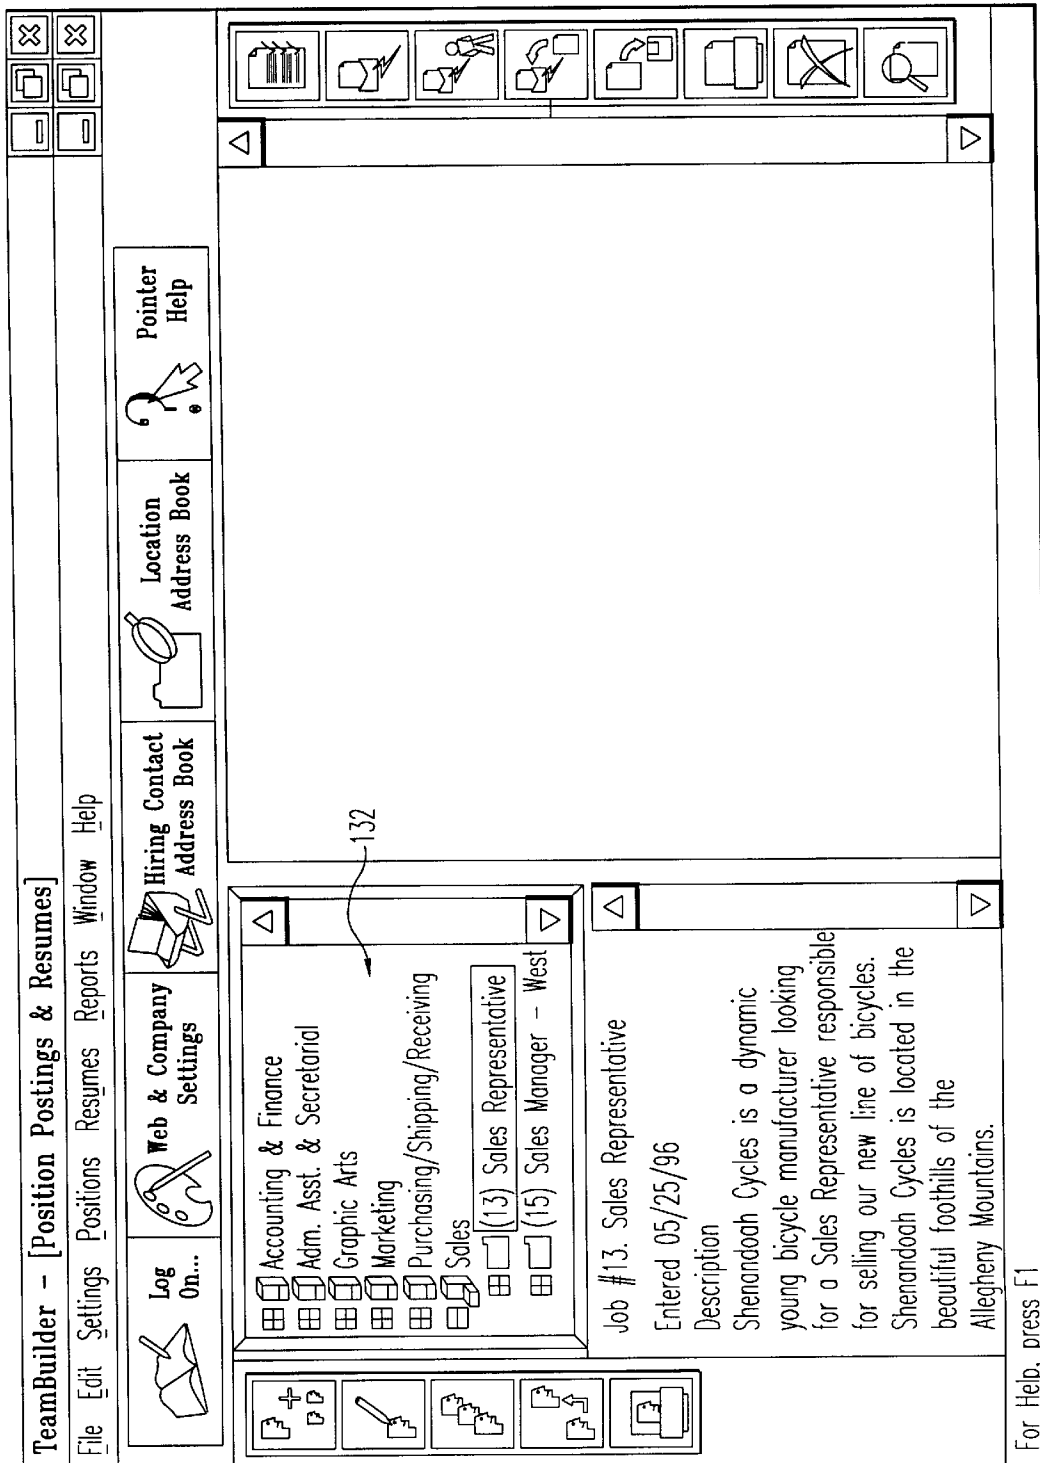 TeamBuilder – [Position Postings & Resumes]
File Edit Settings Positions Resumes Reports Window Help
Log
On...
Web & Company
Settings
Hiring Contact
Address Book
Location
Address Book
Pointer
Help
Accounting & Finance
Adm. Asst. & Secretarial
Graphic Arts
Marketing
Purchasing/Shipping/Receiving
Sales
(13) Sales Representative
(15) Sales Manager – West
132
Job #13. Sales Representative
Entered 05/25/96
Description
Shenandoah Cycles is a dynamic
young bicycle manufacturer looking
for a Sales Representative responsible
for selling our new line of bicycles.
Shenandoah Cycles is located in the
beautiful foothills of the
Allegheny Mountains.
For Help, press F1